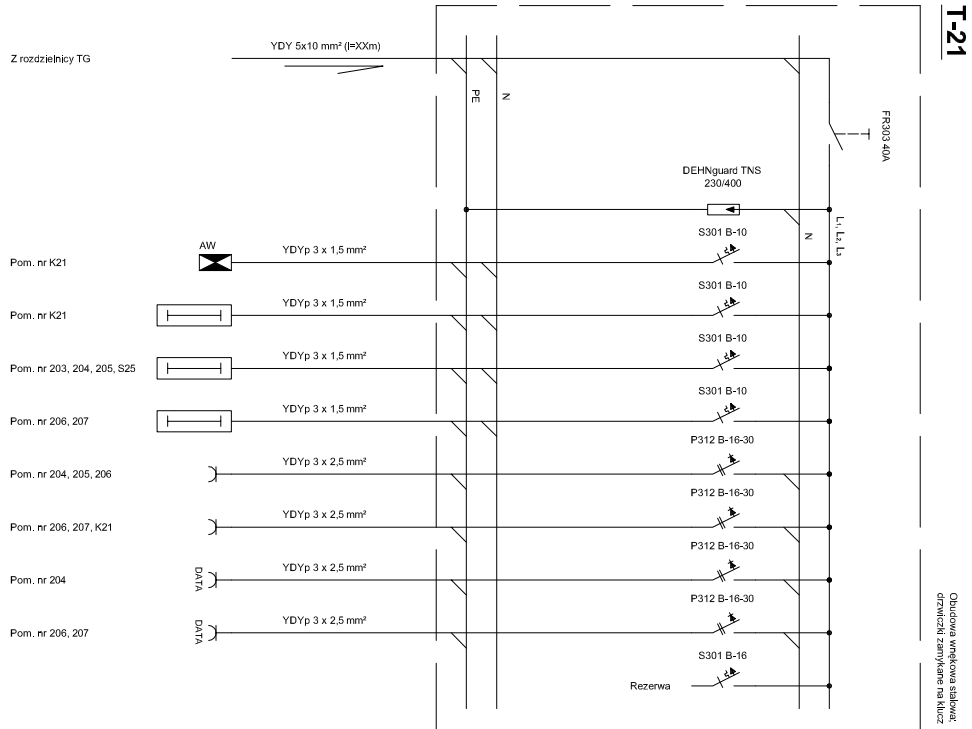 T-21
Z rozdzielnicy TG
YDY 5x10 mm² (l=XXm)
PE
N
FR303 40A
DEHNguard TNS
230/400
L₁, L₂, L₃
N
Pom. nr K21
AW
YDYp 3 x 1,5 mm²
S301 B-10
Pom. nr K21
YDYp 3 x 1,5 mm²
S301 B-10
Pom. nr 203, 204, 205, S25
YDYp 3 x 1,5 mm²
S301 B-10
Pom. nr 206, 207
YDYp 3 x 1,5 mm²
S301 B-10
Pom. nr 204, 205, 206
YDYp 3 x 2,5 mm²
P312 B-16-30
Pom. nr 206, 207, K21
YDYp 3 x 2,5 mm²
P312 B-16-30
Pom. nr 204
DATA
YDYp 3 x 2,5 mm²
P312 B-16-30
Pom. nr 206, 207
DATA
YDYp 3 x 2,5 mm²
P312 B-16-30
Rezerwa
S301 B-16
Obudowa wnękowa stalowa;
drzwiczki zamykane na klucz